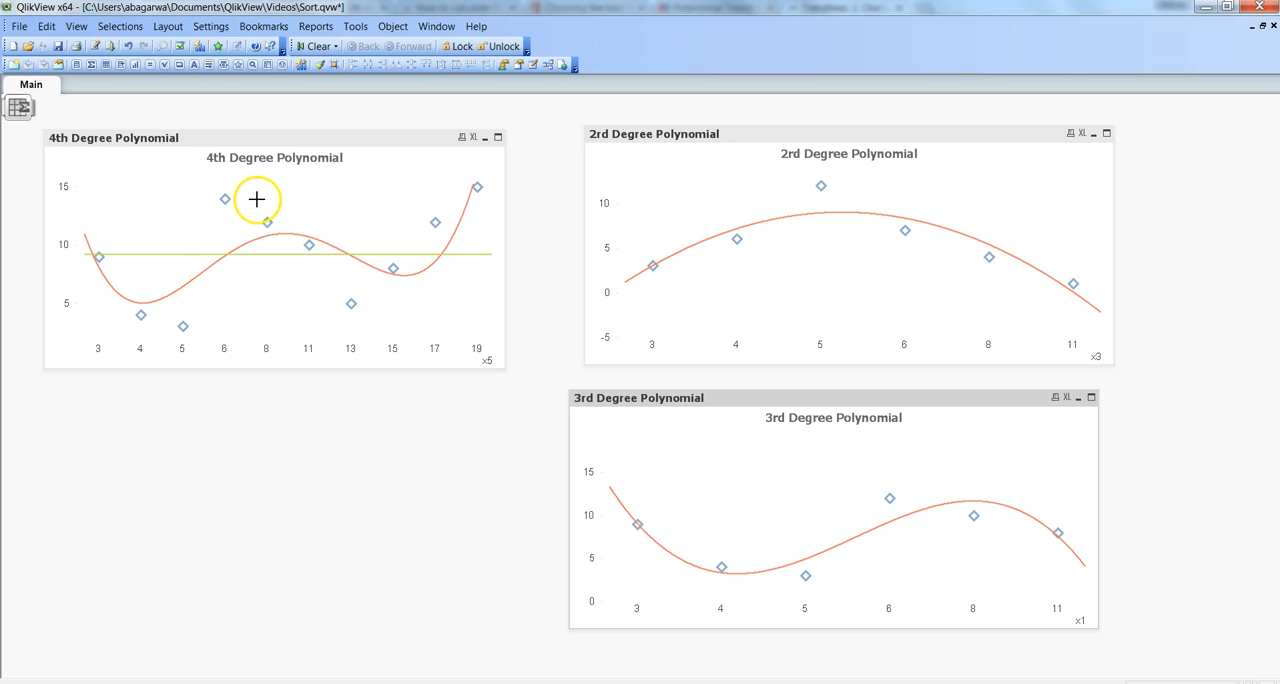 QlikView x64 - [C:\Users\abagarwa\Documents\QlikView\Videos\Sort.qvw*]
File Edit View Selections Layout Settings Bookmarks Reports Tools Object Window Help
Clear Back Forward Lock Unlock
Main
4th Degree Polynomial XL
4th Degree Polynomial
15
10
5
3 4 5 6 8 11 13 15 17 19
x5
2rd Degree Polynomial XL
2rd Degree Polynomial
10
5
0
-5
3 4 5 6 8 11
x3
3rd Degree Polynomial XL
3rd Degree Polynomial
15
10
5
0
3 4 5 6 8 11
x1